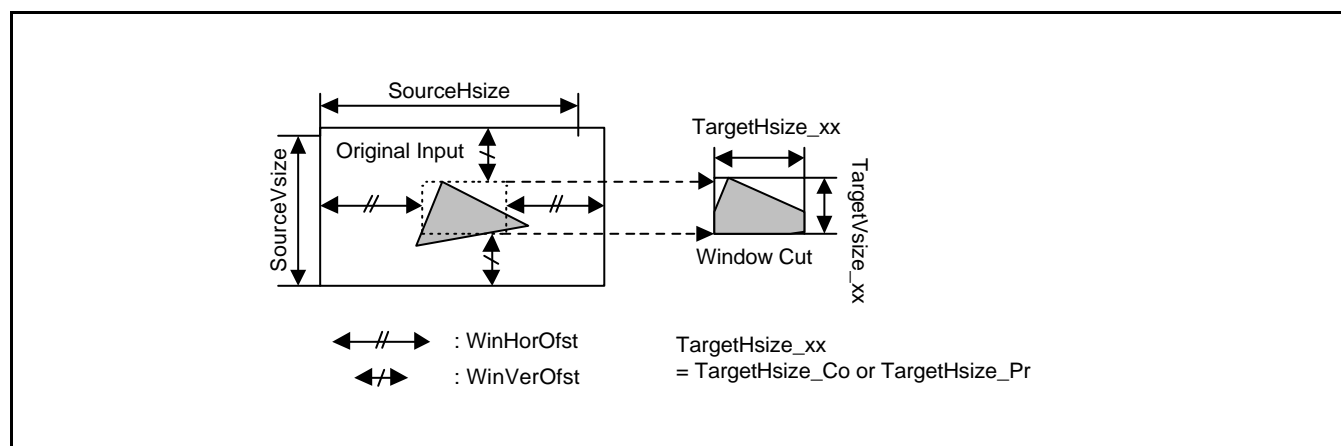 SourceHsize
TargetHsize_xx
Original Input
SourceVsize
TargetVsize_xx
Window Cut
: WinHorOfst
: WinVerOfst
TargetHsize_xx
= TargetHsize_Co or TargetHsize_Pr